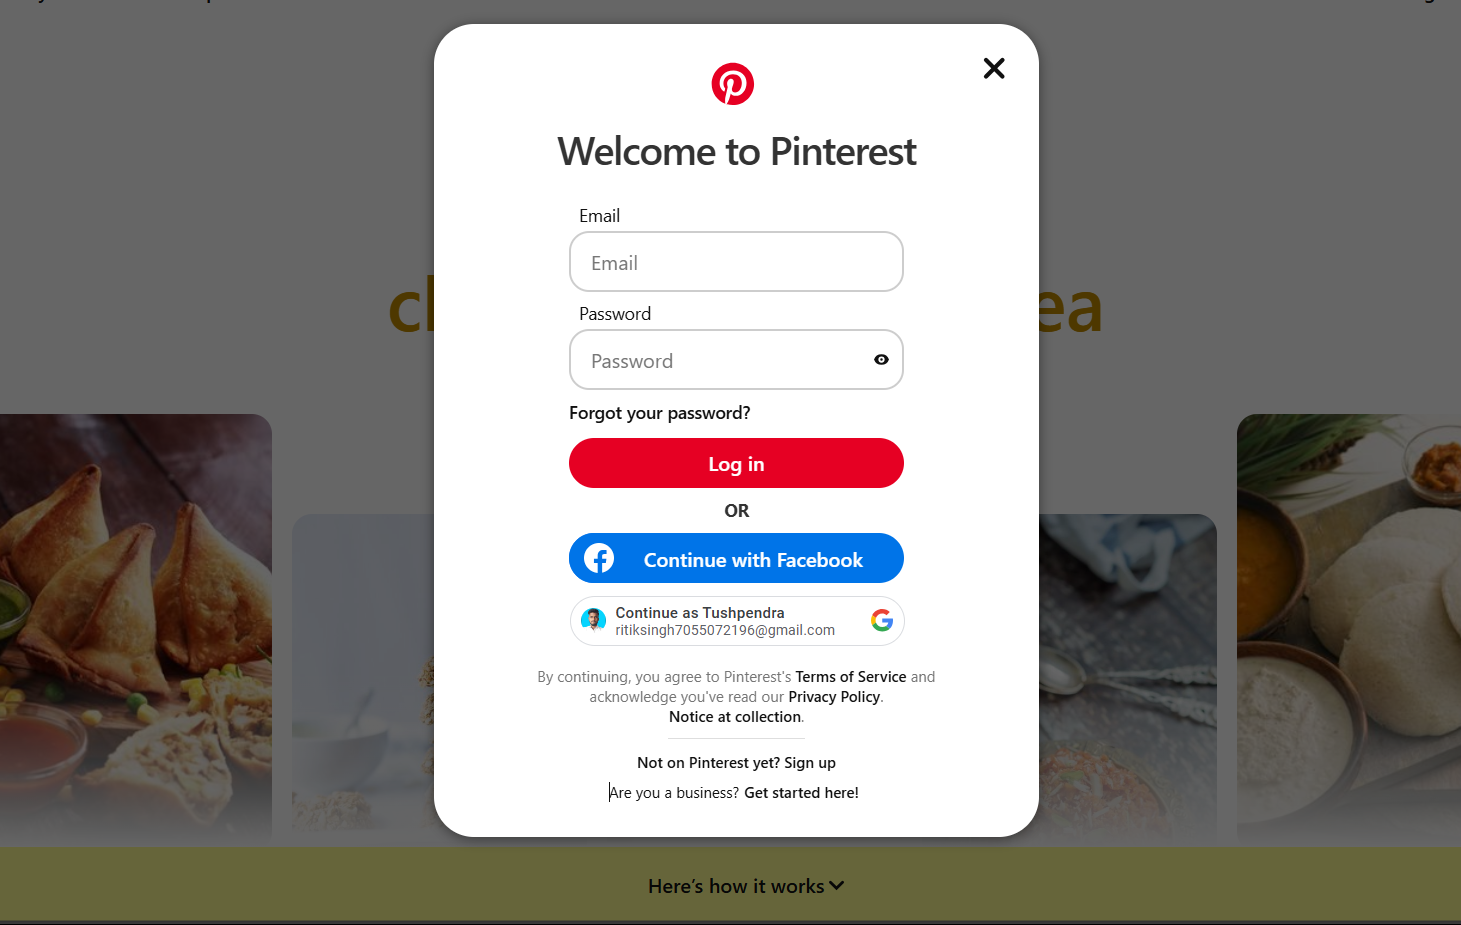 Welcome to Pinterest
Email
Email
Password
Password
Forgot your password?
Log in
OR
Continue with Facebook
Continue as Tushpendra
ritiksingh7055072196@gmail.com
By continuing, you agree to Pinterest's Terms of Service and
acknowledge you've read our Privacy Policy.
Notice at collection.
Not on Pinterest yet? Sign up
Are you a business? Get started here!
Here's how it works